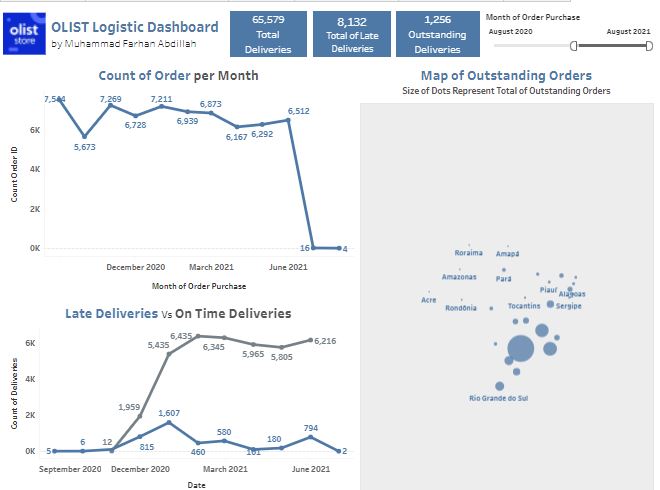 olist
store
OLIST Logistic Dashboard
by Muhammad Farhan Abdillah
65,579
Total
Deliveries
8,132
Total of Late
Deliveries
1,256
Outstanding
Deliveries
Month of Order Purchase
August 2020
August 2021
Count of Order per Month
7,544
5,673
7,269
6,728
7,211
6,939
6,873
6,167
6,292
6,512
16
4
6K
4K
2K
0K
Count Order ID
December 2020
March 2021
June 2021
Month of Order Purchase
Map of Outstanding Orders
Size of Dots Represent Total of Outstanding Orders
Roraima
Amapá
Amazonas
Pará
Piauí
Alagoas
Acre
Rondônia
Tocantins
Sergipe
Rio Grande do Sul
Late Deliveries Vs On Time Deliveries
6K
4K
2K
0K
Count of Deliveries
5
6
12
1,959
815
5,435
1,607
6,435
460
6,345
580
5,965
161
5,805
180
6,216
794
2
September 2020
December 2020
March 2021
June 2021
Date